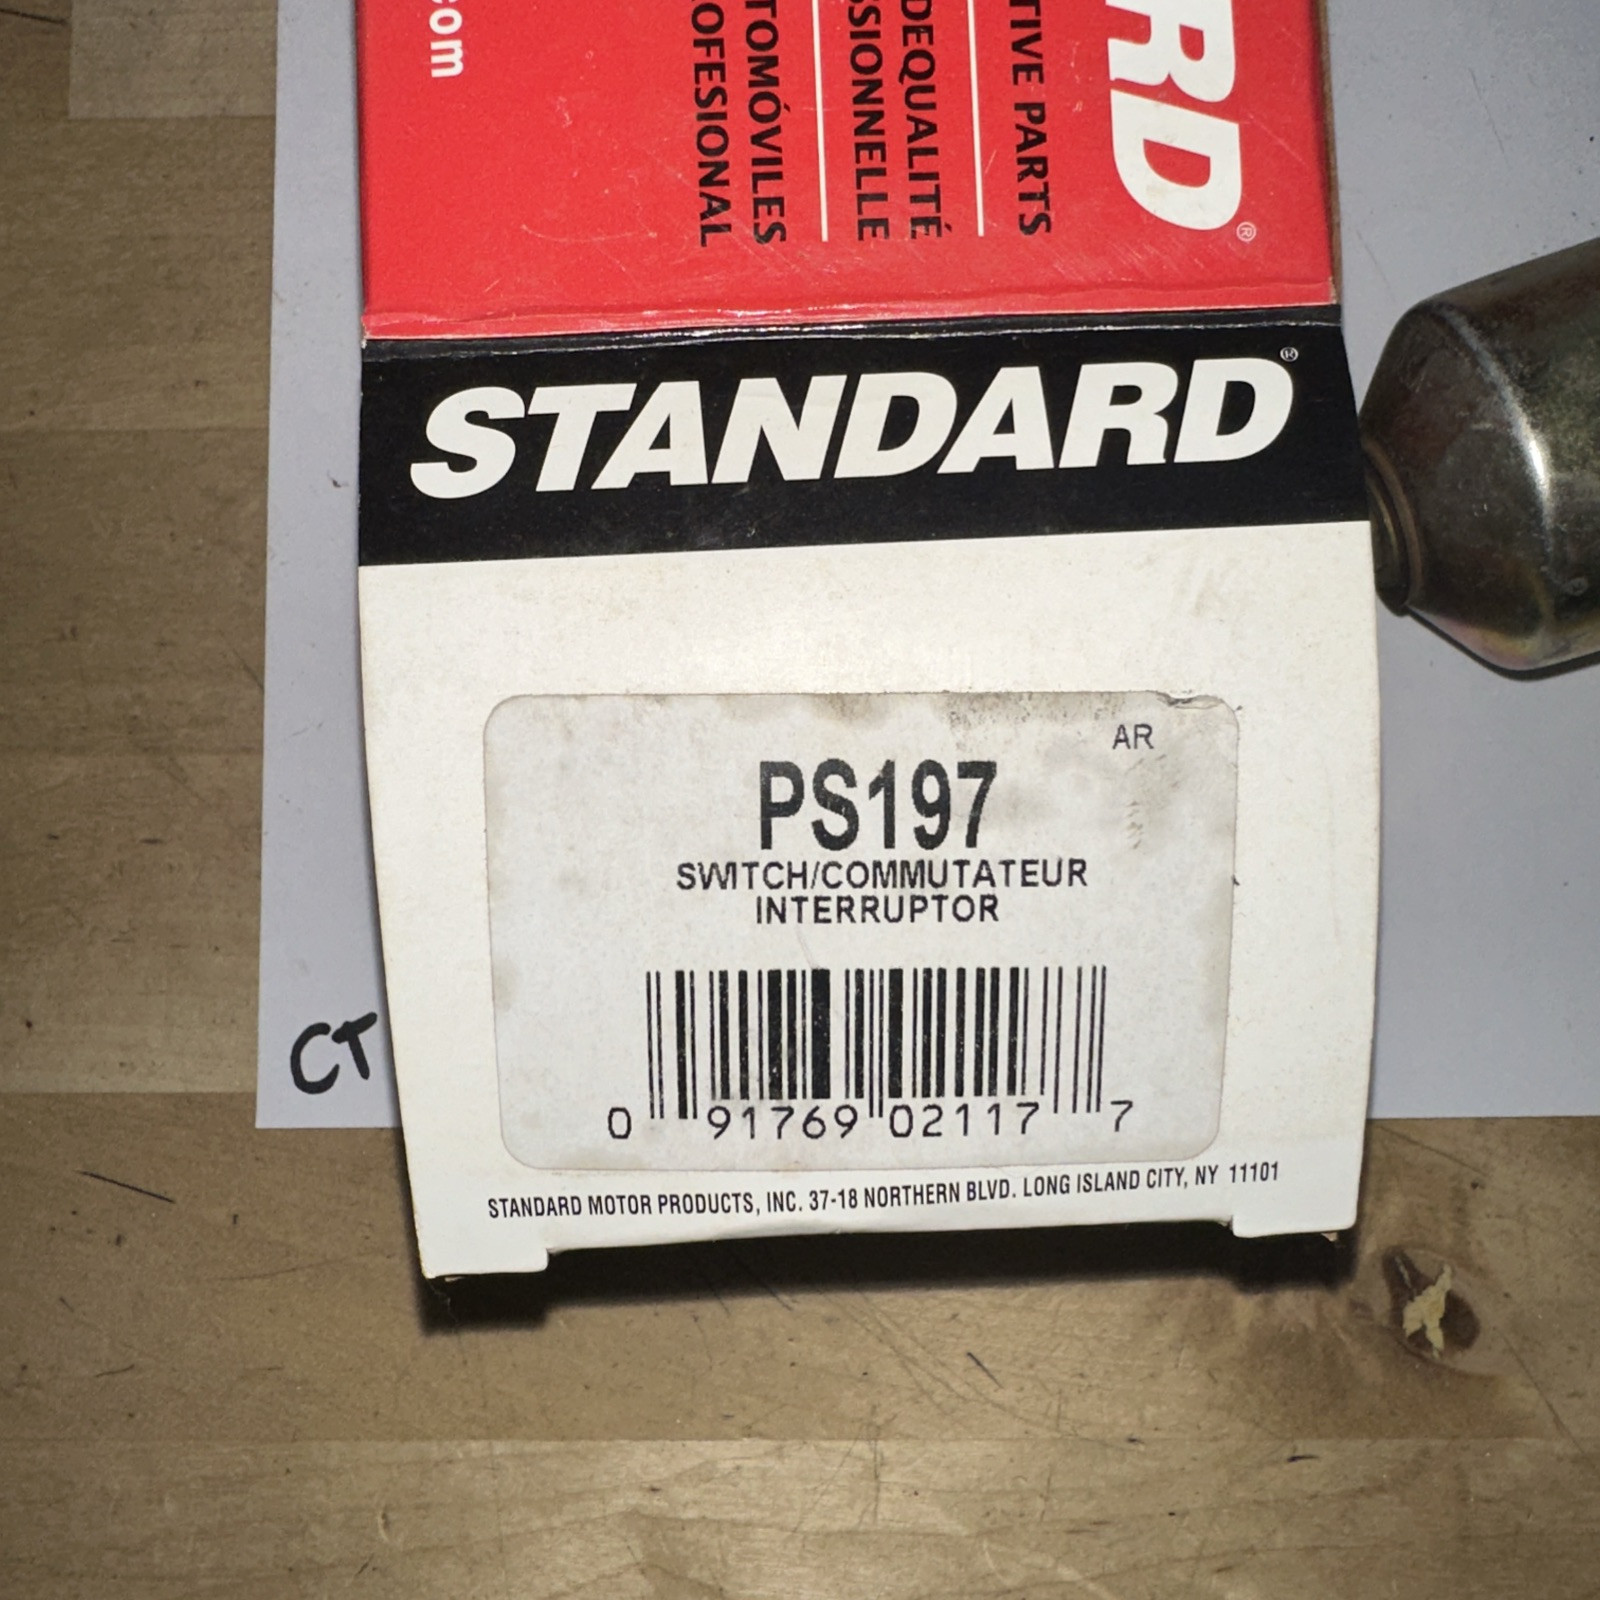 com
TIVE PARTS
DEQUALITÉ
SSIONNELLE
TOMÓVILES
OFESIONAL
RD®
STANDARD®
AR
PS197
SWITCH/COMMUTATEUR
INTERRUPTOR
0 91769 02117 7
STANDARD MOTOR PRODUCTS, INC. 37-18 NORTHERN BLVD. LONG ISLAND CITY, NY 11101
CT